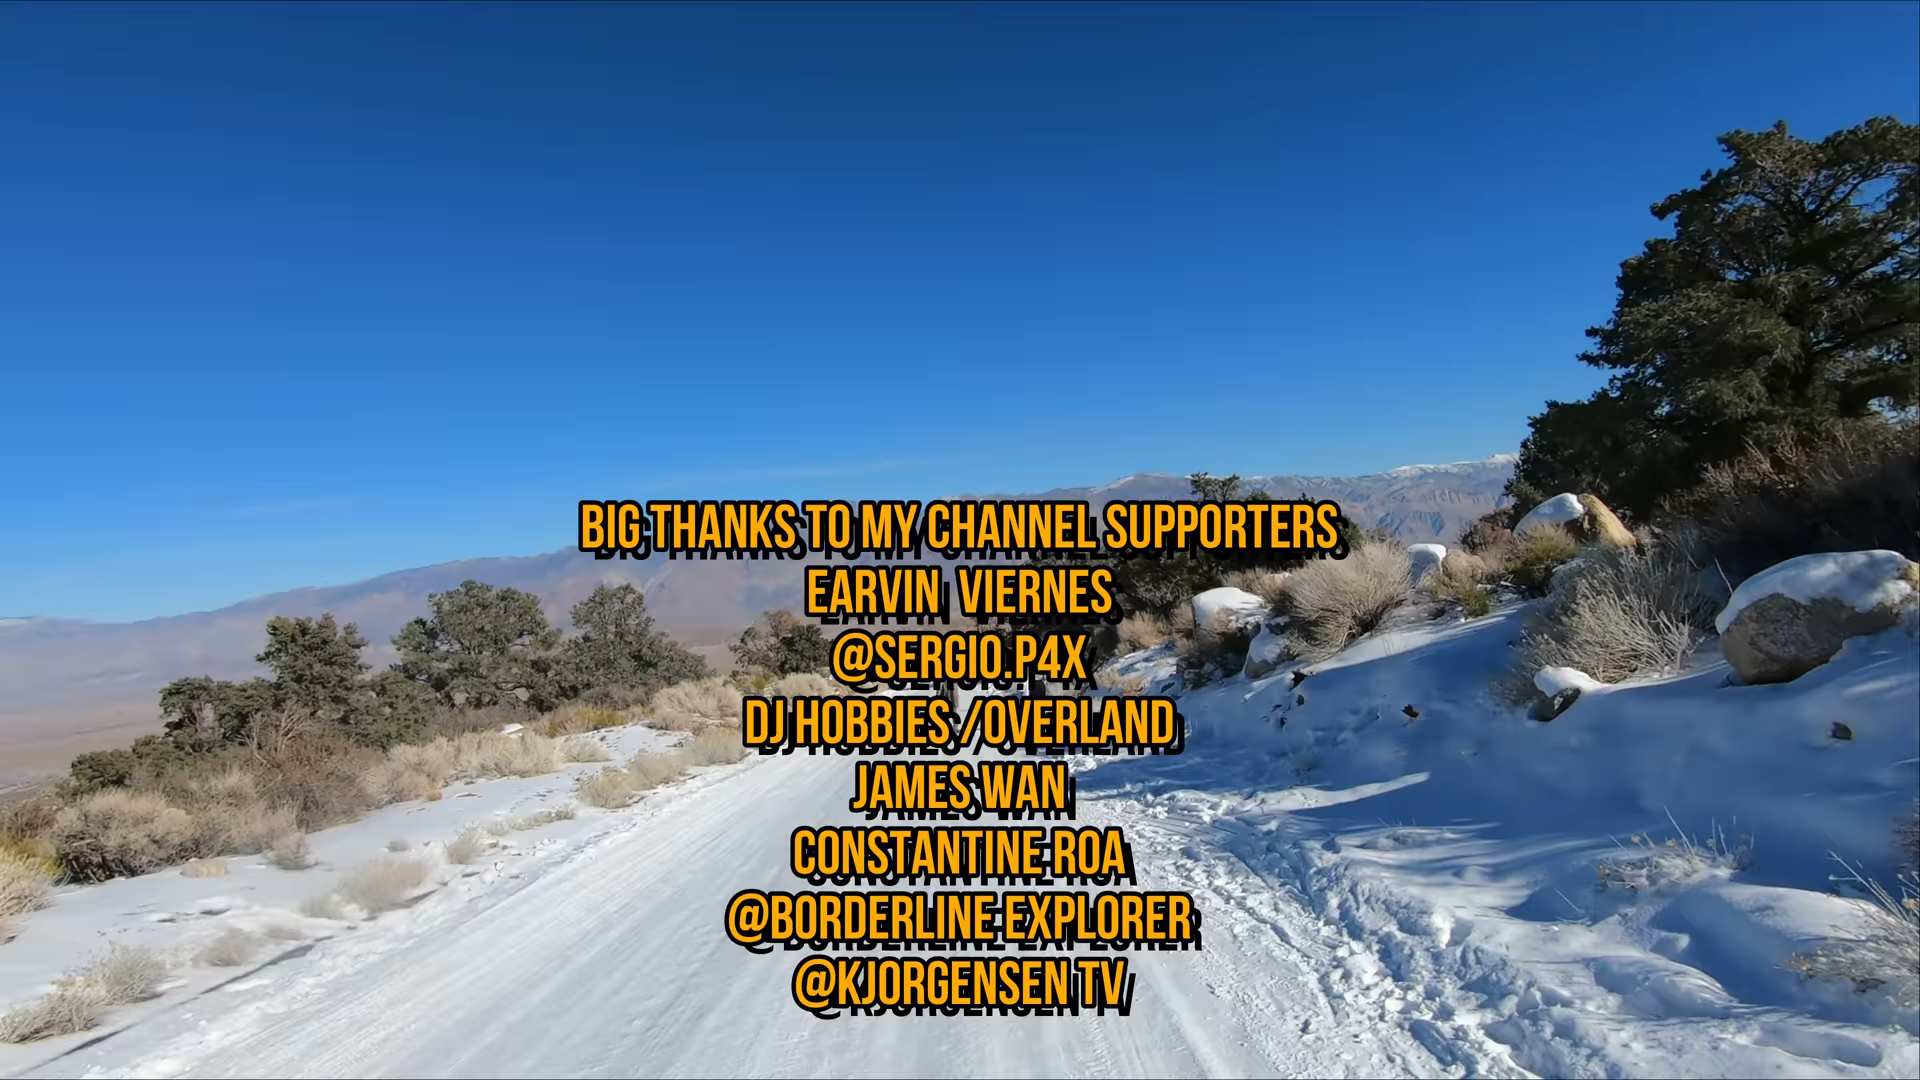 BIG THANKS TO MY CHANNEL SUPPORTERS
EARVIN VIERNES
@SERGIO.P4X
DJ HOBBIES /OVERLAND
JAMES WAN
CONSTANTINE ROA
@BORDERLINE EXPLORER
@KJORGENSEN TV